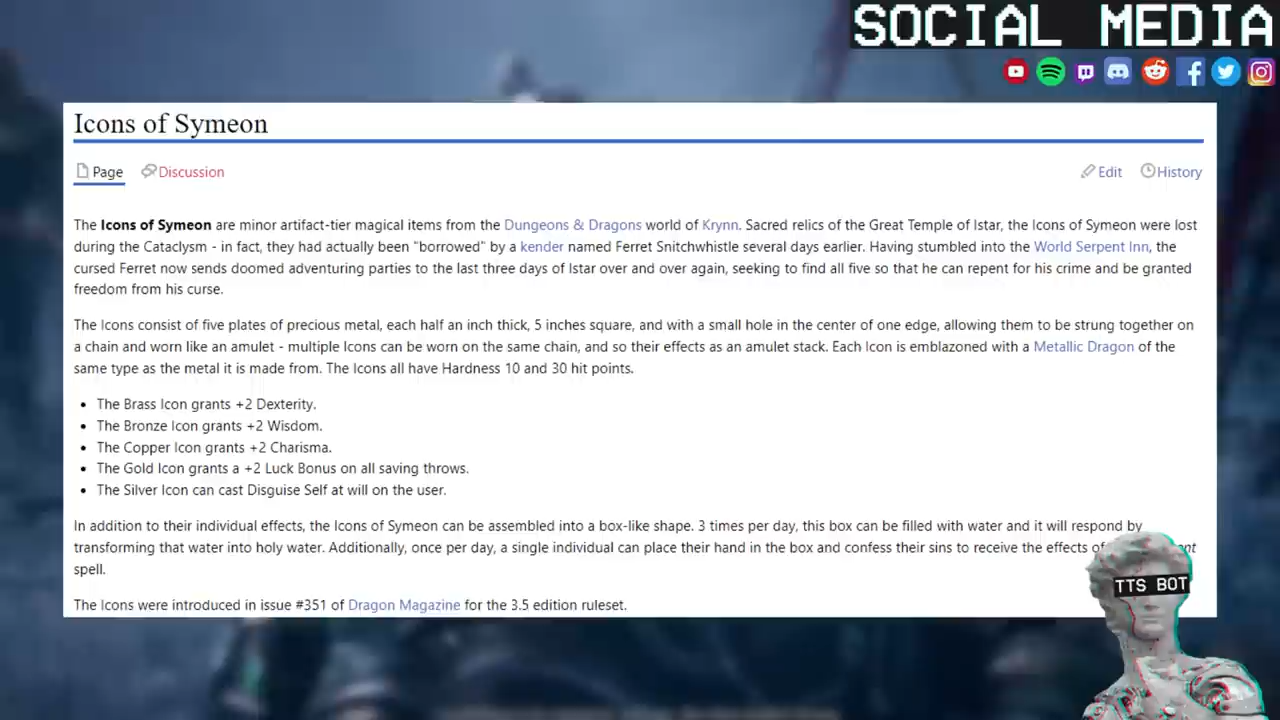 SOCIAL MEDIA
Icons of Symeon
Page Discussion Edit History
The Icons of Symeon are minor artifact-tier magical items from the Dungeons & Dragons world of Krynn. Sacred relics of the Great Temple of Istar, the Icons of Symeon were lost
during the Cataclysm - in fact, they had actually been "borrowed" by a kender named Ferret Snitchwhistle several days earlier. Having stumbled into the World Serpent Inn, the
cursed Ferret now sends doomed adventuring parties to the last three days of Istar over and over again, seeking to find all five so that he can repent for his crime and be granted
freedom from his curse.
The Icons consist of five plates of precious metal, each half an inch thick, 5 inches square, and with a small hole in the center of one edge, allowing them to be strung together on
a chain and worn like an amulet - multiple Icons can be worn on the same chain, and so their effects as an amulet stack. Each Icon is emblazoned with a Metallic Dragon of the
same type as the metal it is made from. The Icons all have Hardness 10 and 30 hit points.
• The Brass Icon grants +2 Dexterity.
• The Bronze Icon grants +2 Wisdom.
• The Copper Icon grants +2 Charisma.
• The Gold Icon grants a +2 Luck Bonus on all saving throws.
• The Silver Icon can cast Disguise Self at will on the user.
In addition to their individual effects, the Icons of Symeon can be assembled into a box-like shape. 3 times per day, this box can be filled with water and it will respond by
transforming that water into holy water. Additionally, once per day, a single individual can place their hand in the box and confess their sins to receive the effects of
spell.
The Icons were introduced in issue #351 of Dragon Magazine for the 3.5 edition ruleset.
TTS BOT